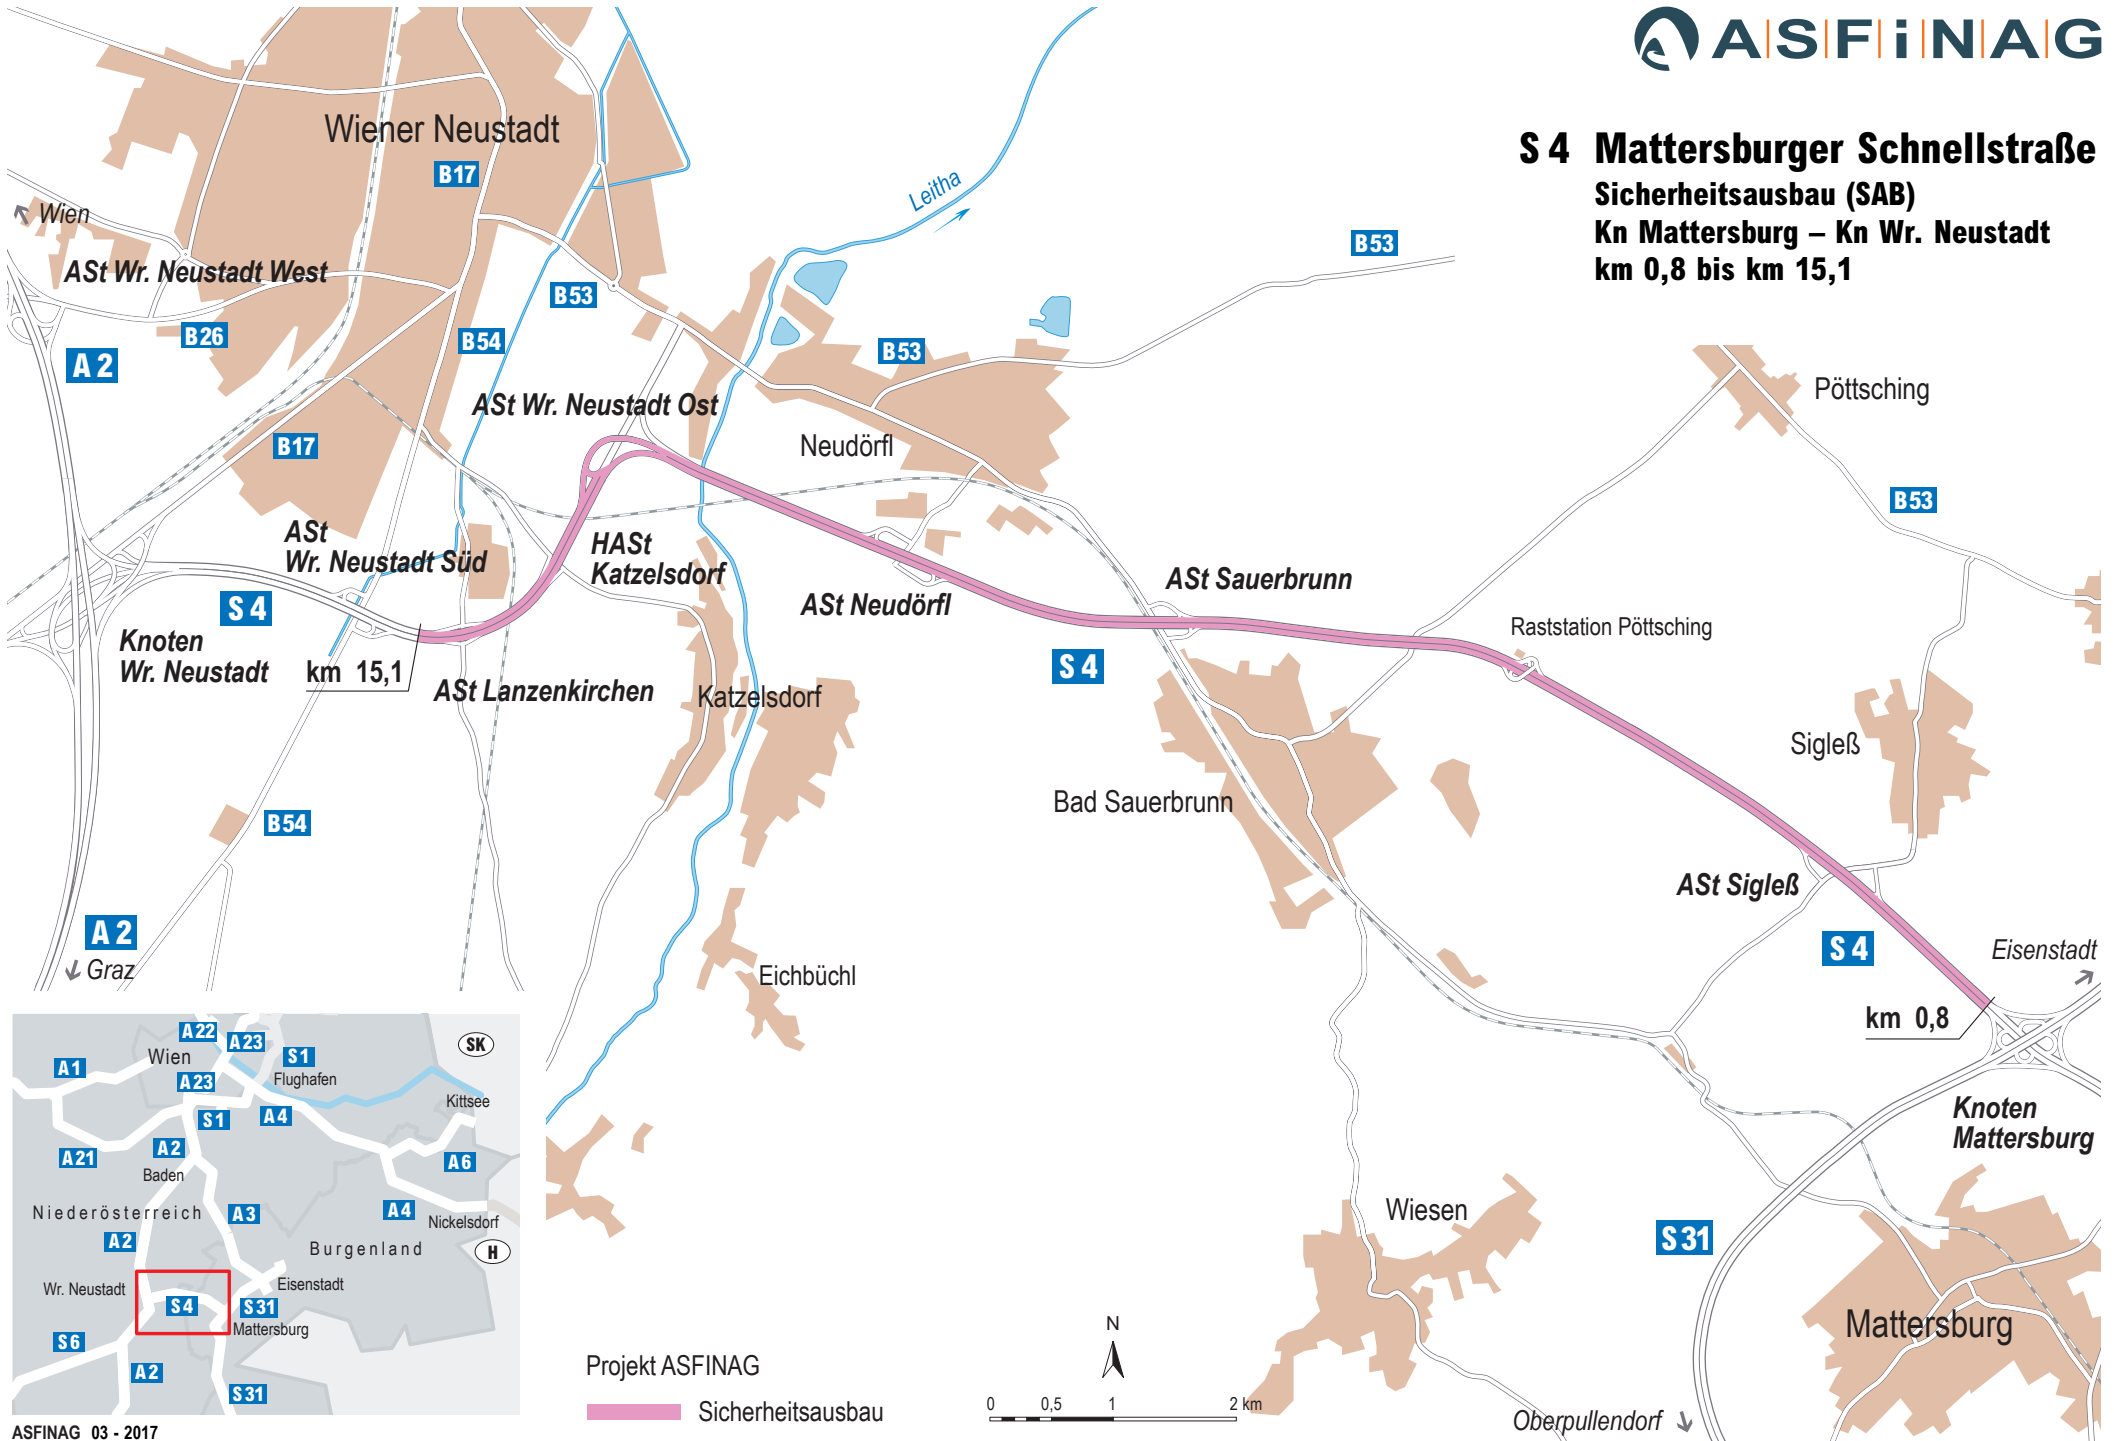 ASFiNAG
S 4 Mattersburger Schnellstraße
Sicherheitsausbau (SAB)
Kn Mattersburg – Kn Wr. Neustadt
km 0,8 bis km 15,1
Wiener Neustadt
B17
Leitha
Wien
B53
ASt Wr. Neustadt West
B53
B26
B54
B53
A 2
ASt Wr. Neustadt Ost
Pöttsching
B17
Neudörfl
B53
ASt
Wr. Neustadt Süd
HASt
Katzelsdorf
ASt Sauerbrunn
S 4
ASt Neudörfl
Raststation Pöttsching
Knoten
Wr. Neustadt
km 15,1
S 4
ASt Lanzenkirchen
Katzelsdorf
Sigleß
Bad Sauerbrunn
B54
ASt Sigleß
A 2
S 4
Eisenstadt
Graz
Eichbüchl
km 0,8
Knoten
Mattersburg
Wiesen
S 31
Mattersburg
Oberpullendorf
A22
A23
SK
Wien
S1
A1
Flughafen
A23
Kittsee
S1
A4
A2
A21
A6
Baden
Niederösterreich
A3
A4
Nickelsdorf
A2
Burgenland
H
Wr. Neustadt
Eisenstadt
S4
S31
Mattersburg
S6
A2
S31
ASFINAG 03 - 2017
Projekt ASFINAG
Sicherheitsausbau
N
0 0,5 1 2 km